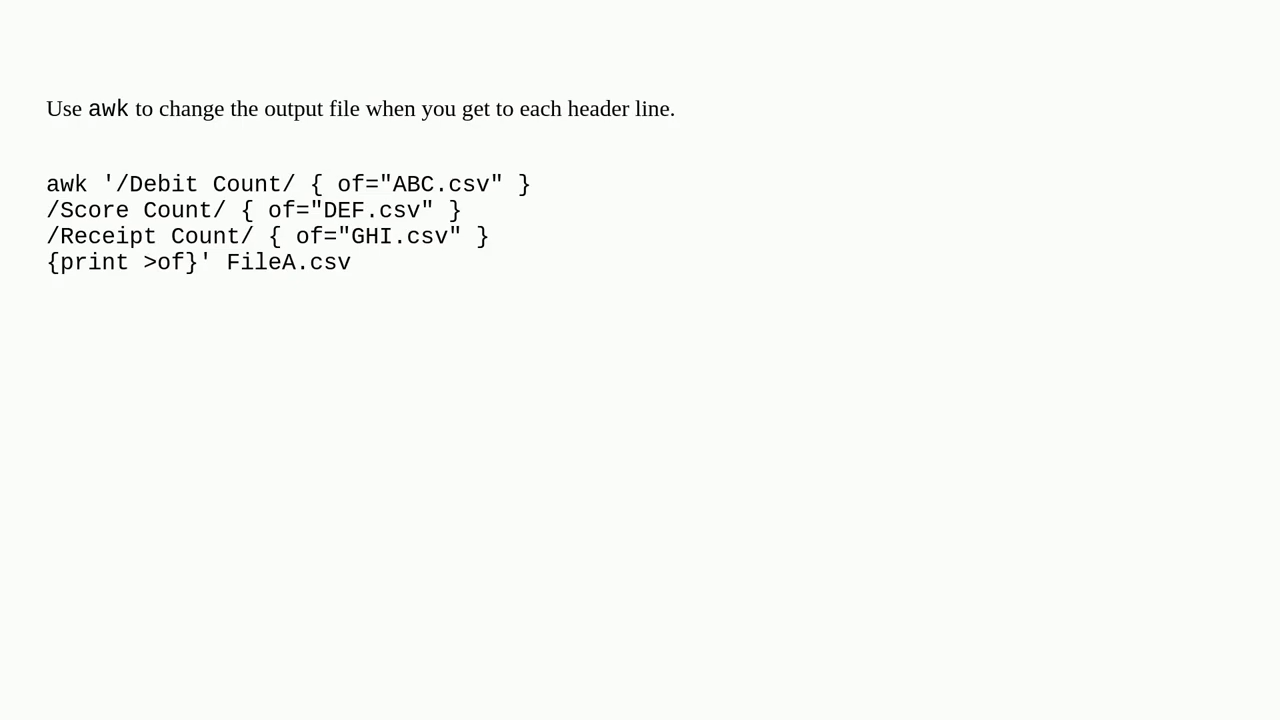 Use awk to change the output file when you get to each header line.
awk '/Debit Count/ { of="ABC.csv" }
/Score Count/ { of="DEF.csv" }
/Receipt Count/ { of="GHI.csv" }
{print >of}' FileA.csv